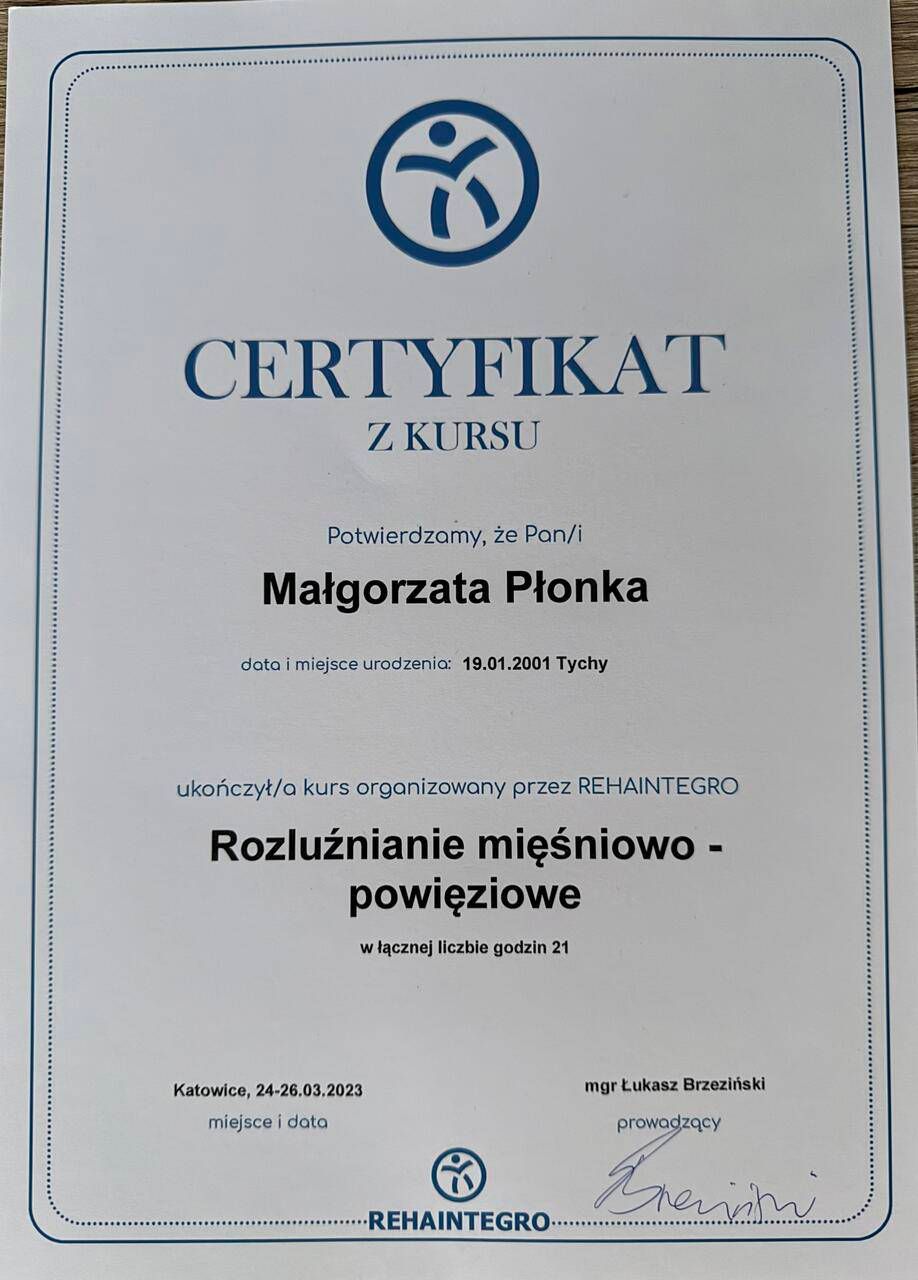 CERTYFIKAT
Z KURSU
Potwierdzamy, że Pan/i
Małgorzata Płonka
data i miejsce urodzenia: 19.01.2001 Tychy
ukończył/a kurs organizowany przez REHAINTEGRO
Rozluźnianie mięśniowo -
powięziowe
w łącznej liczbie godzin 21
Katowice, 24-26.03.2023
miejsce i data
mgr Łukasz Brzeziński
prowadzący
REHAINTEGRO